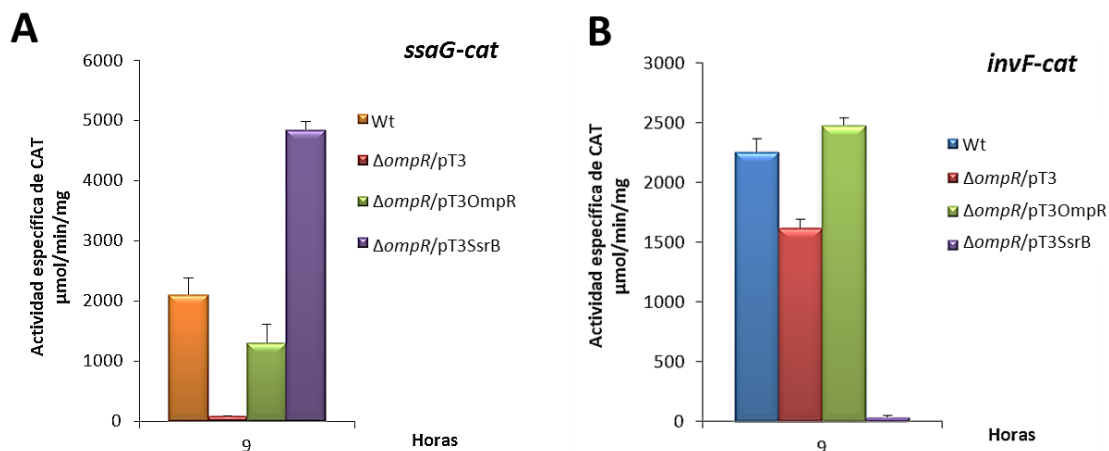 A
ssaG-cat
Actividad específica de CAT
µmol/min/mg
6000
5000
4000
3000
2000
1000
0
9
Horas
Wt
ΔompR/pT3
ΔompR/pT3OmpR
ΔompR/pT3SsrB
B
invF-cat
Actividad específica de CAT
µmol/min/mg
3000
2500
2000
1500
1000
500
0
9
Horas
Wt
ΔompR/pT3
ΔompR/pT3OmpR
ΔompR/pT3SsrB